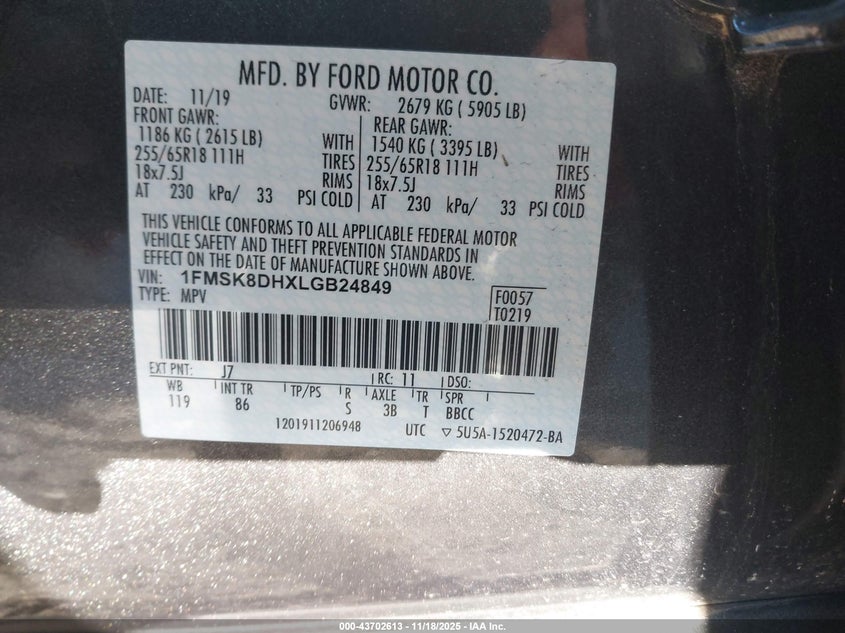 MFD. BY FORD MOTOR CO.
DATE: 11/19 GVWR: 2679 KG ( 5905 LB)
FRONT GAWR: REAR GAWR:
1186 KG ( 2615 LB) WITH 1540 KG ( 3395 LB) WITH
255/65R18 111H TIRES 255/65R18 111H TIRES
18x7.5J RIMS 18x7.5J RIMS
AT 230 kPa/ 33 PSI COLD AT 230 kPa/ 33 PSI COLD
THIS VEHICLE CONFORMS TO ALL APPLICABLE FEDERAL MOTOR
VEHICLE SAFETY AND THEFT PREVENTION STANDARDS IN
EFFECT ON THE DATE OF MANUFACTURE SHOWN ABOVE.
VIN: 1FMSK8DHXLGB24849
TYPE: MPV F0057
T0219
EXT PNT: J7 RC: 11 DSO:
WB INT TR TP/PS R AXLE TR SPR
119 86 S 3B T BBCC
1201911206948 UTC ▽ 5U5A-1520472-BA
000-43702613 - 11/18/2025 - IAA Inc.